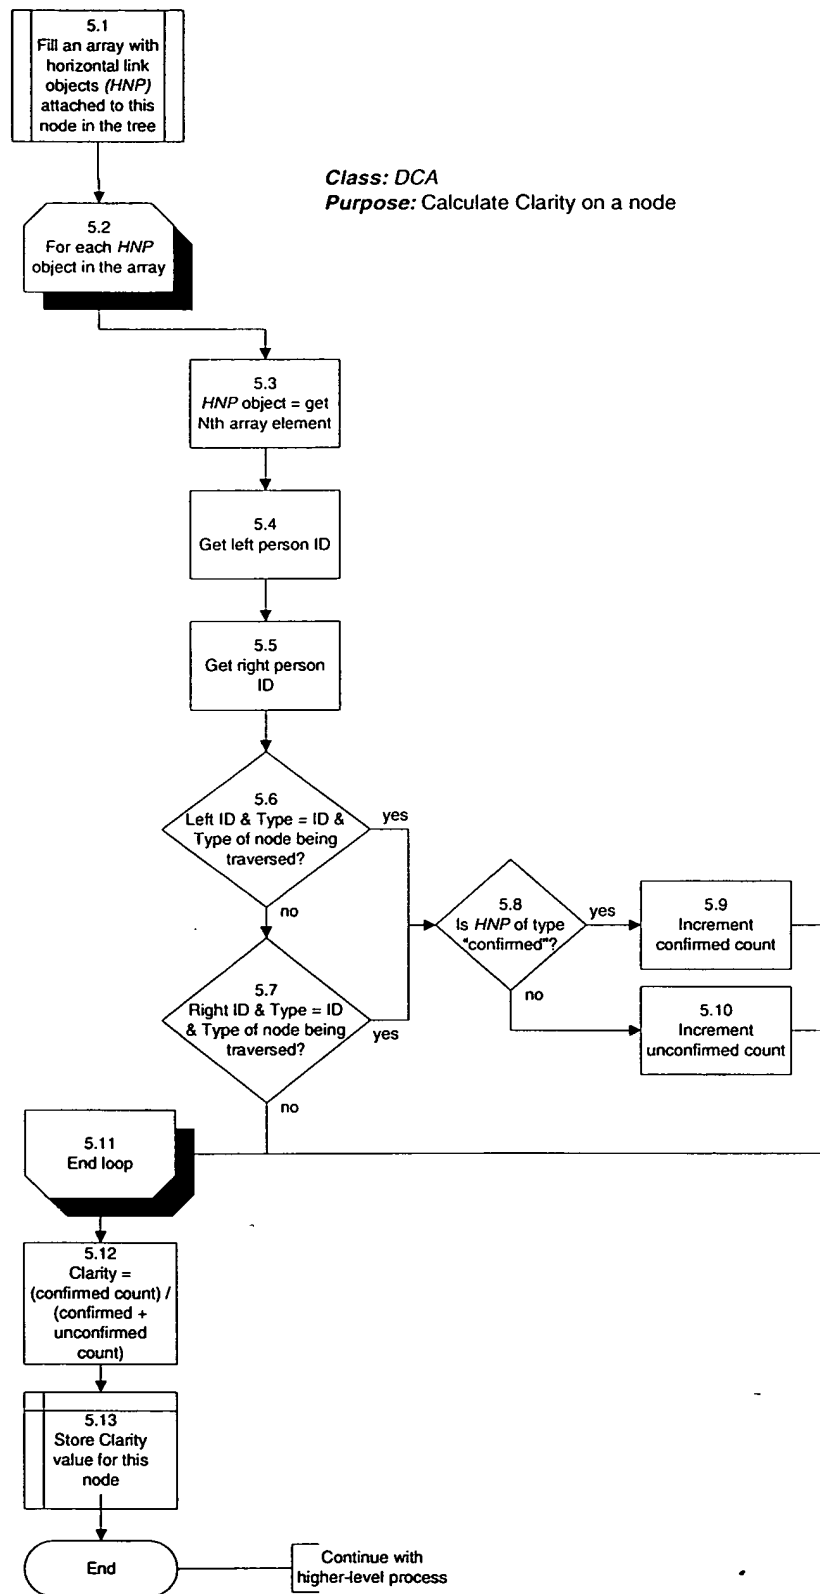 5.1
Fill an array with
horizontal link
objects (HNP)
attached to this
node in the tree
Class: DCA
Purpose: Calculate Clarity on a node
5.2
For each HNP
object in the array
5.3
HNP object = get
Nth array element
5.4
Get left person ID
5.5
Get right person
ID
5.6
Left ID & Type = ID &
Type of node being
traversed?
yes
no
5.7
Right ID & Type = ID
& Type of node being
traversed?
yes
no
5.8
Is HNP of type
"confirmed"?
yes
no
5.9
Increment
confirmed count
5.10
Increment
unconfirmed count
5.11
End loop
5.12
Clarity =
(confirmed count) /
(confirmed +
unconfirmed
count)
5.13
Store Clarity
value for this
node
End
Continue with
higher-level process